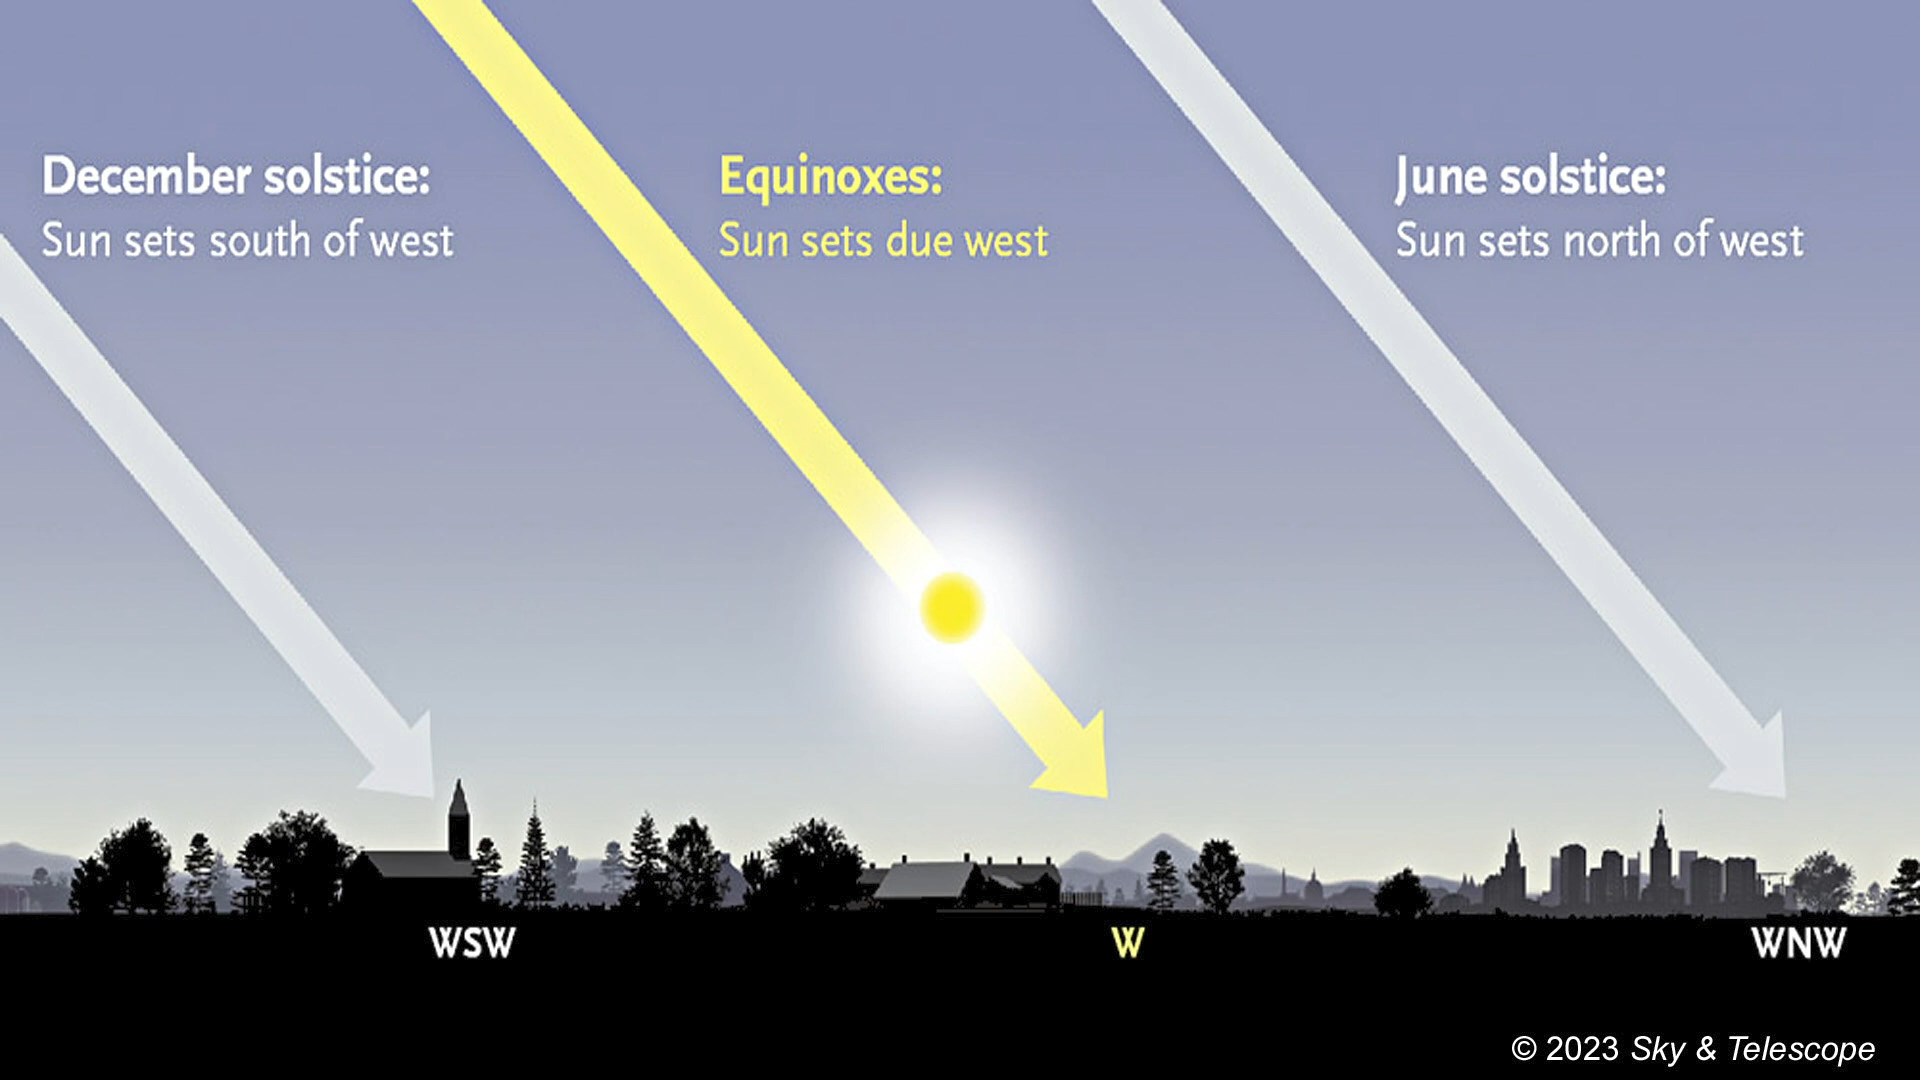 December solstice:
Sun sets south of west
Equinoxes:
Sun sets due west
June solstice:
Sun sets north of west
WSW
W
WNW
© 2023 Sky & Telescope